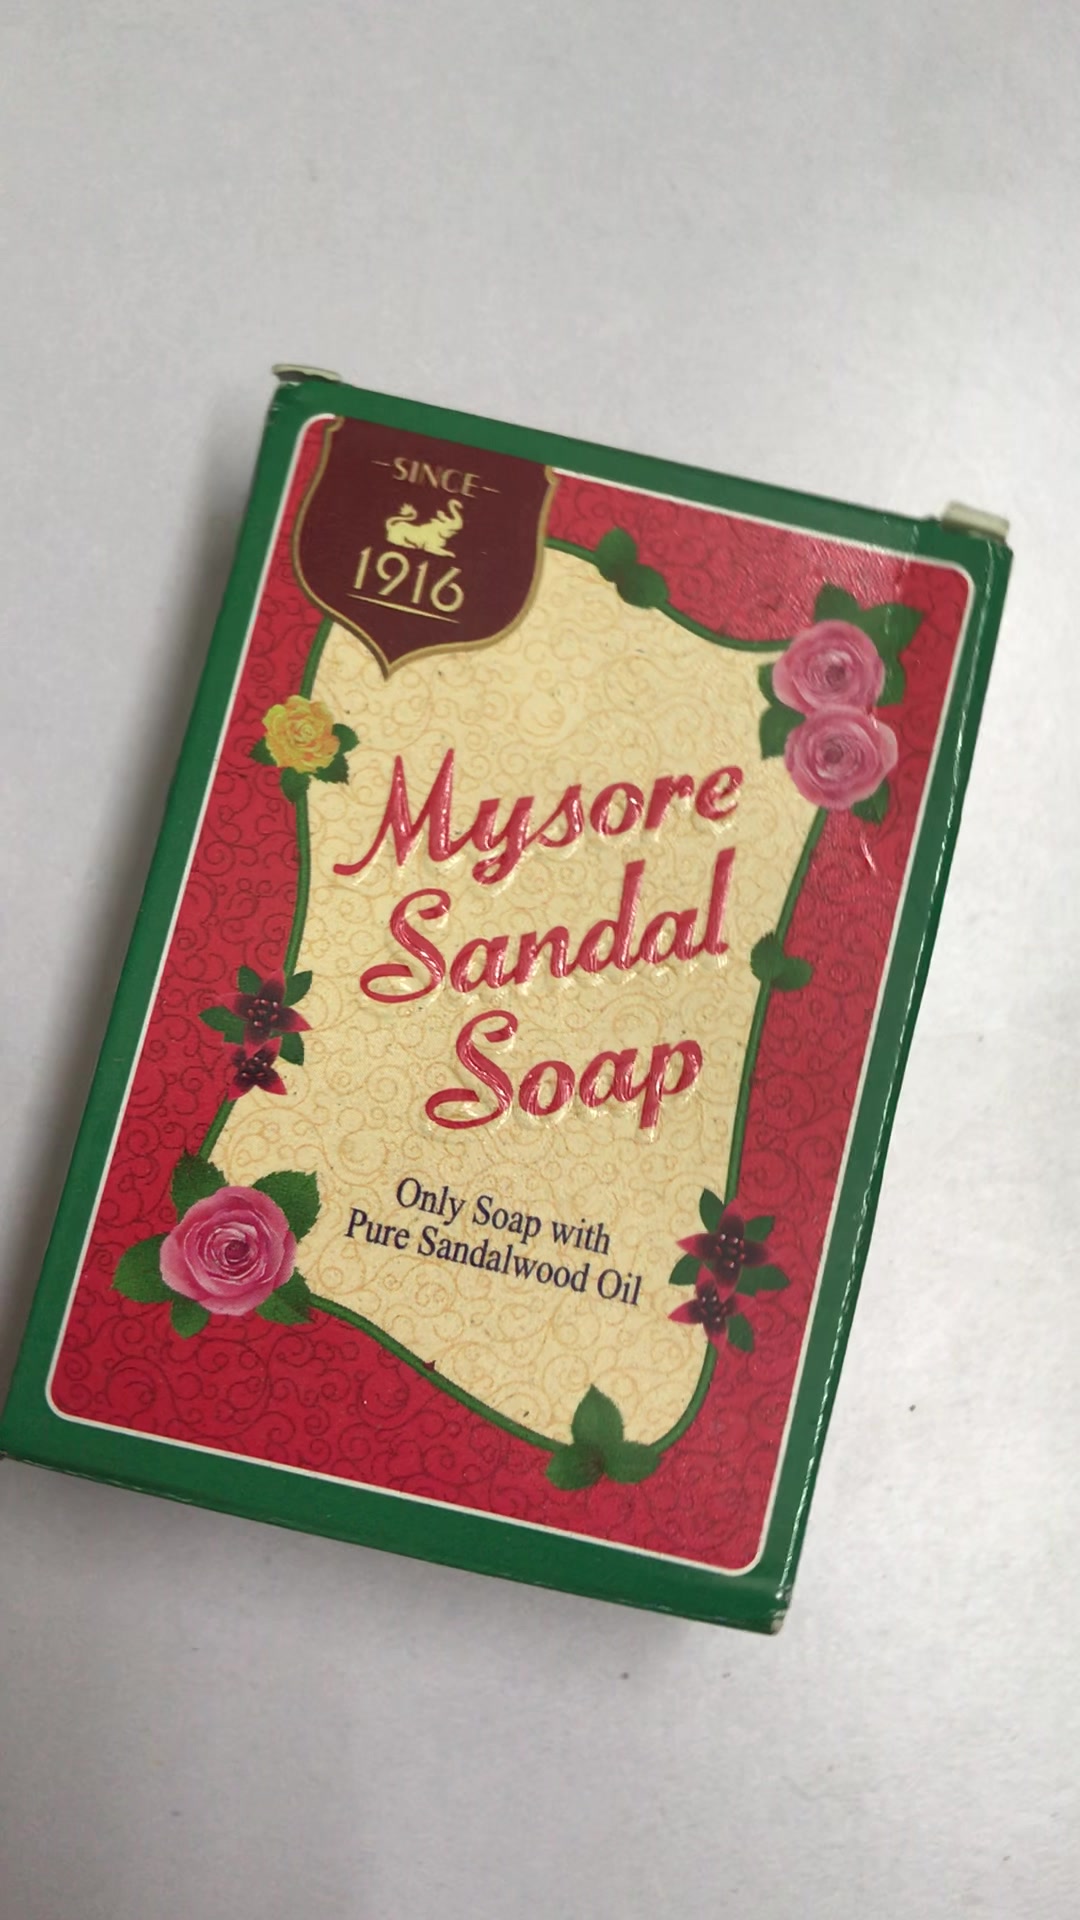 -SINCE-
1916
Mysore
Sandal
Soap
Only Soap with
Pure Sandalwood Oil